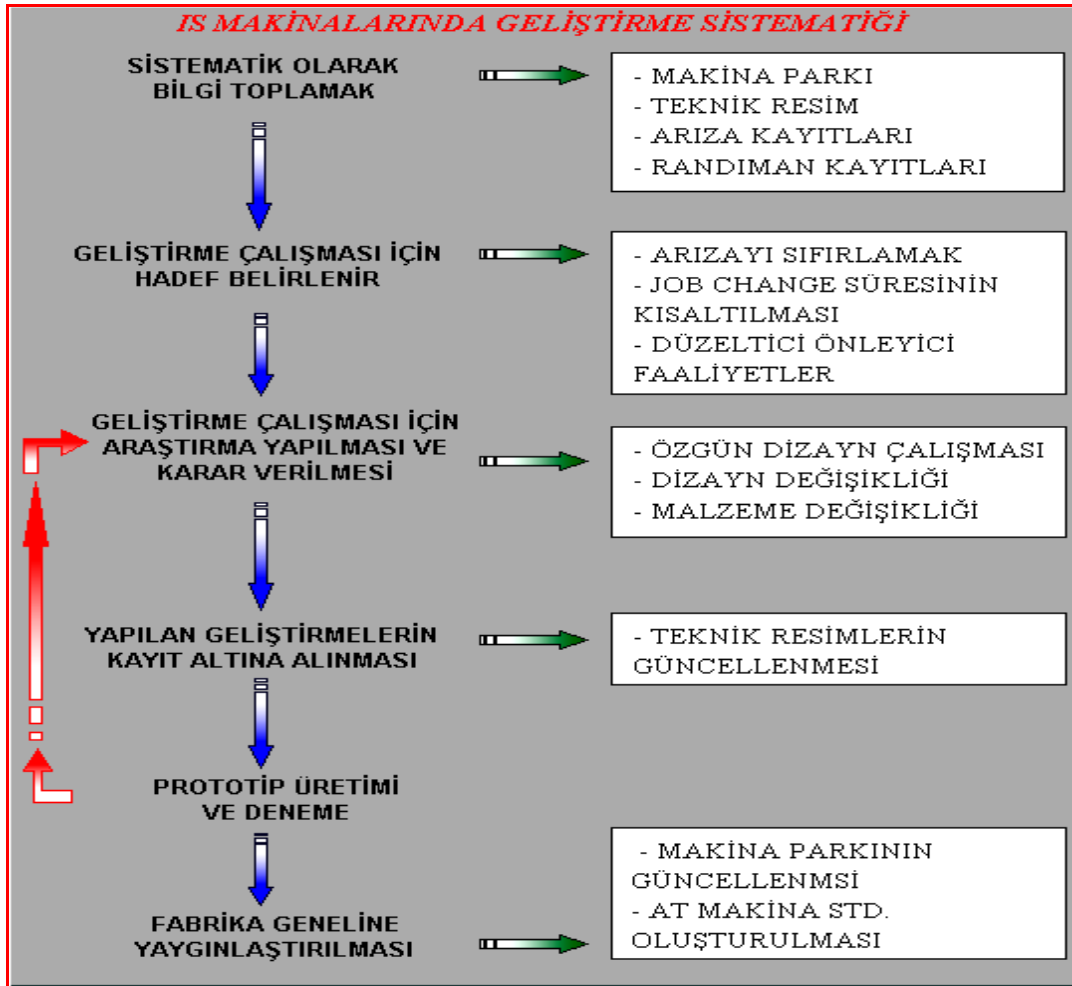 IS MAKİNALARINDA GELİŞTİRME SİSTEMATİĞİ
SİSTEMATİK OLARAK
BİLGİ TOPLAMAK
- MAKİNA PARKI
- TEKNİK RESİM
- ARIZA KAYITLARI
- RANDIMAN KAYITLARI
GELİŞTİRME ÇALIŞMASI İÇİN
HADEF BELİRLENİR
- ARIZAYI SIFIRLAMAK
- JOB CHANGE SÜRESİNİN
KISALTILMASI
- DÜZELTİCİ ÖNLEYİCİ
FAALİYETLER
GELİŞTİRME ÇALIŞMASI İÇİN
ARAŞTIRMA YAPILMASI VE
KARAR VERİLMESİ
- ÖZGÜN DİZAYN ÇALIŞMASI
- DİZAYN DEĞİŞİKLİĞİ
- MALZEME DEĞİŞİKLİĞİ
YAPILAN GELİŞTİRMELERİN
KAYIT ALTINA ALINMASI
- TEKNİK RESİMLERİN
GÜNCELLENMESİ
PROTOTİP ÜRETİMİ
VE DENEME
FABRİKA GENELİNE
YAYGINLAŞTIRILMASI
- MAKİNA PARKININ
GÜNCELLENMSİ
- AT MAKİNA STD.
OLUŞTURULMASI